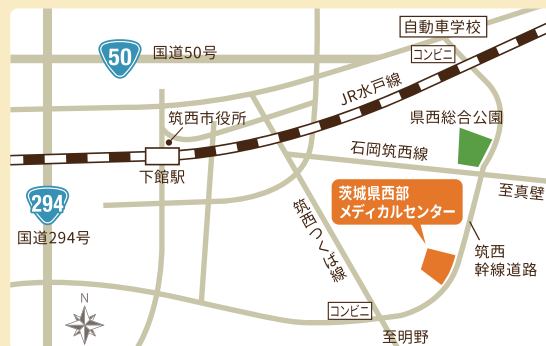 自動車学校
50
国道50号
コンビニ
JR水戸線
県西総合公園
筑西市役所
石岡筑西線
下館駅
至真壁
茨城県西部
メディカルセンター
294
国道294号
筑西つくば線
筑西
幹線道路
N
コンビニ
至明野